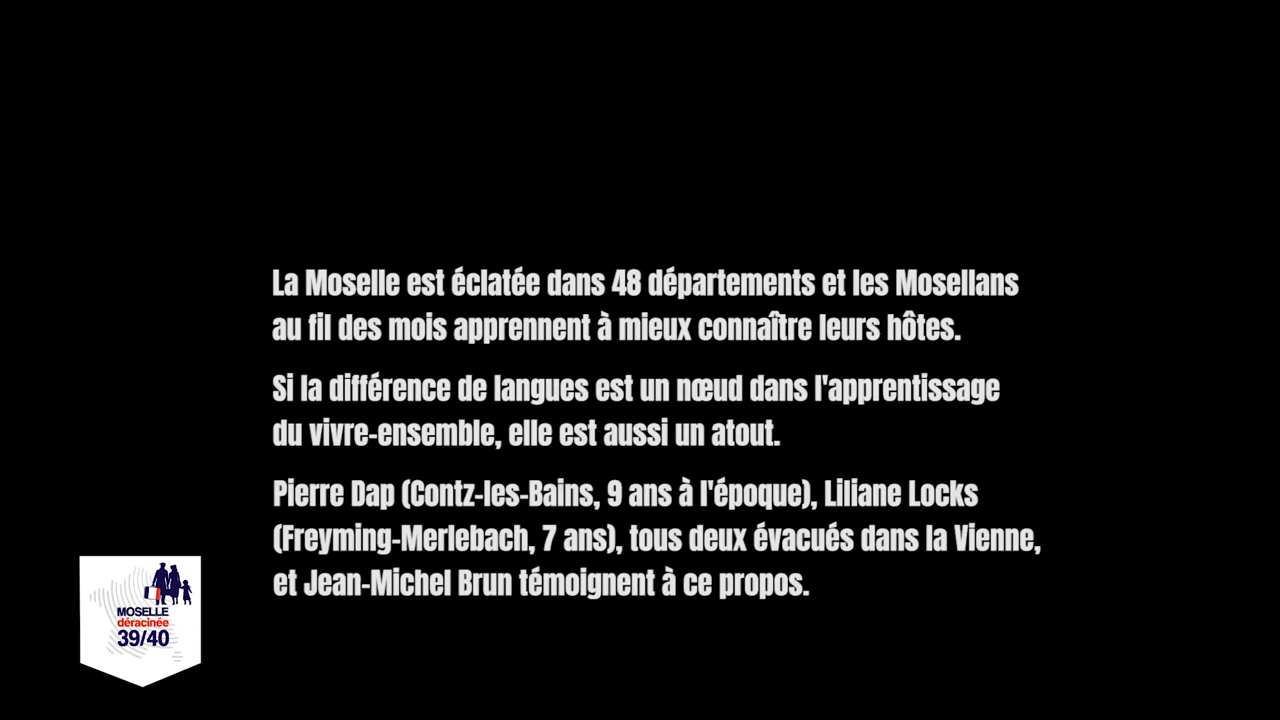 La Moselle est éclatée dans 48 départements et les Mosellans
au fil des mois apprennent à mieux connaître leurs hôtes.
Si la différence de langues est un nœud dans l'apprentissage
du vivre-ensemble, elle est aussi un atout.
Pierre Dap (Contz-les-Bains, 9 ans à l'époque), Liliane Locks
(Freyming-Merlebach, 7 ans), tous deux évacués dans la Vienne,
et Jean-Michel Brun témoignent à ce propos.
MOSELLE
déracinée
39/40